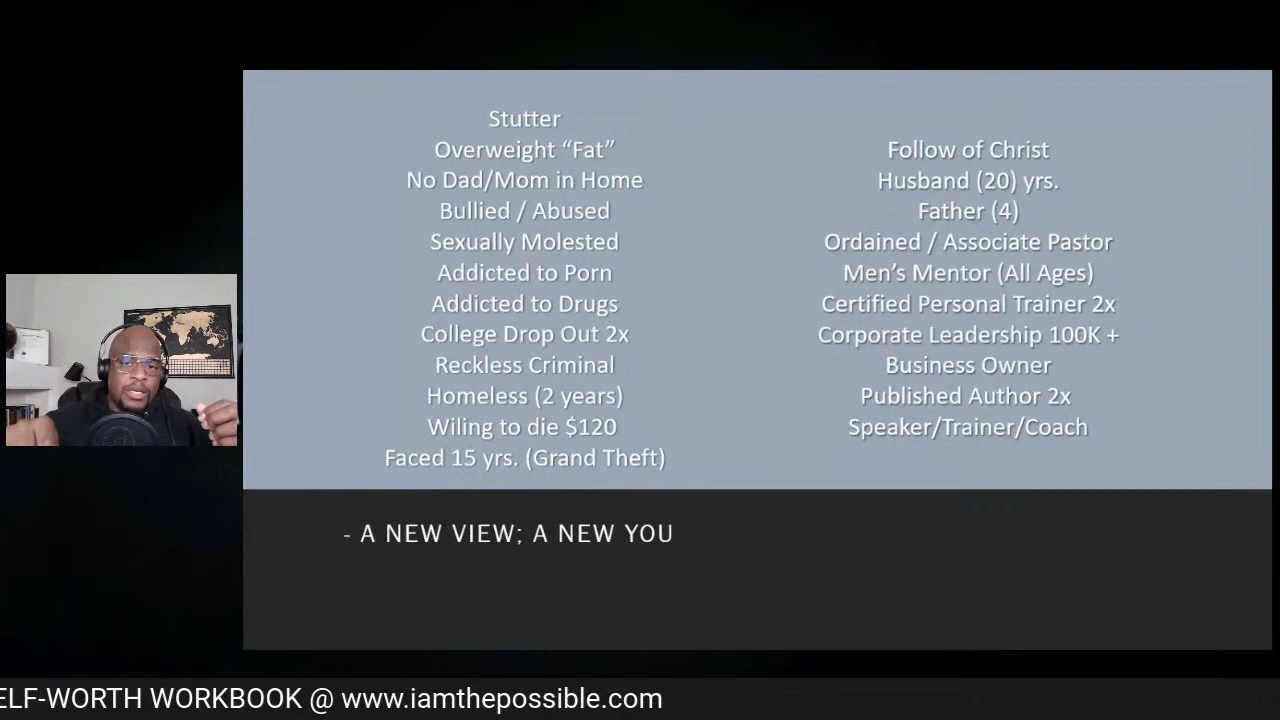 Stutter
Overweight “Fat”
No Dad/Mom in Home
Bullied / Abused
Sexually Molested
Addicted to Porn
Addicted to Drugs
College Drop Out 2x
Reckless Criminal
Homeless (2 years)
Wiling to die $120
Faced 15 yrs. (Grand Theft)
Follow of Christ
Husband (20) yrs.
Father (4)
Ordained / Associate Pastor
Men’s Mentor (All Ages)
Certified Personal Trainer 2x
Corporate Leadership 100K +
Business Owner
Published Author 2x
Speaker/Trainer/Coach
- A NEW VIEW; A NEW YOU
ELF-WORTH WORKBOOK @ www.iamthepossible.com